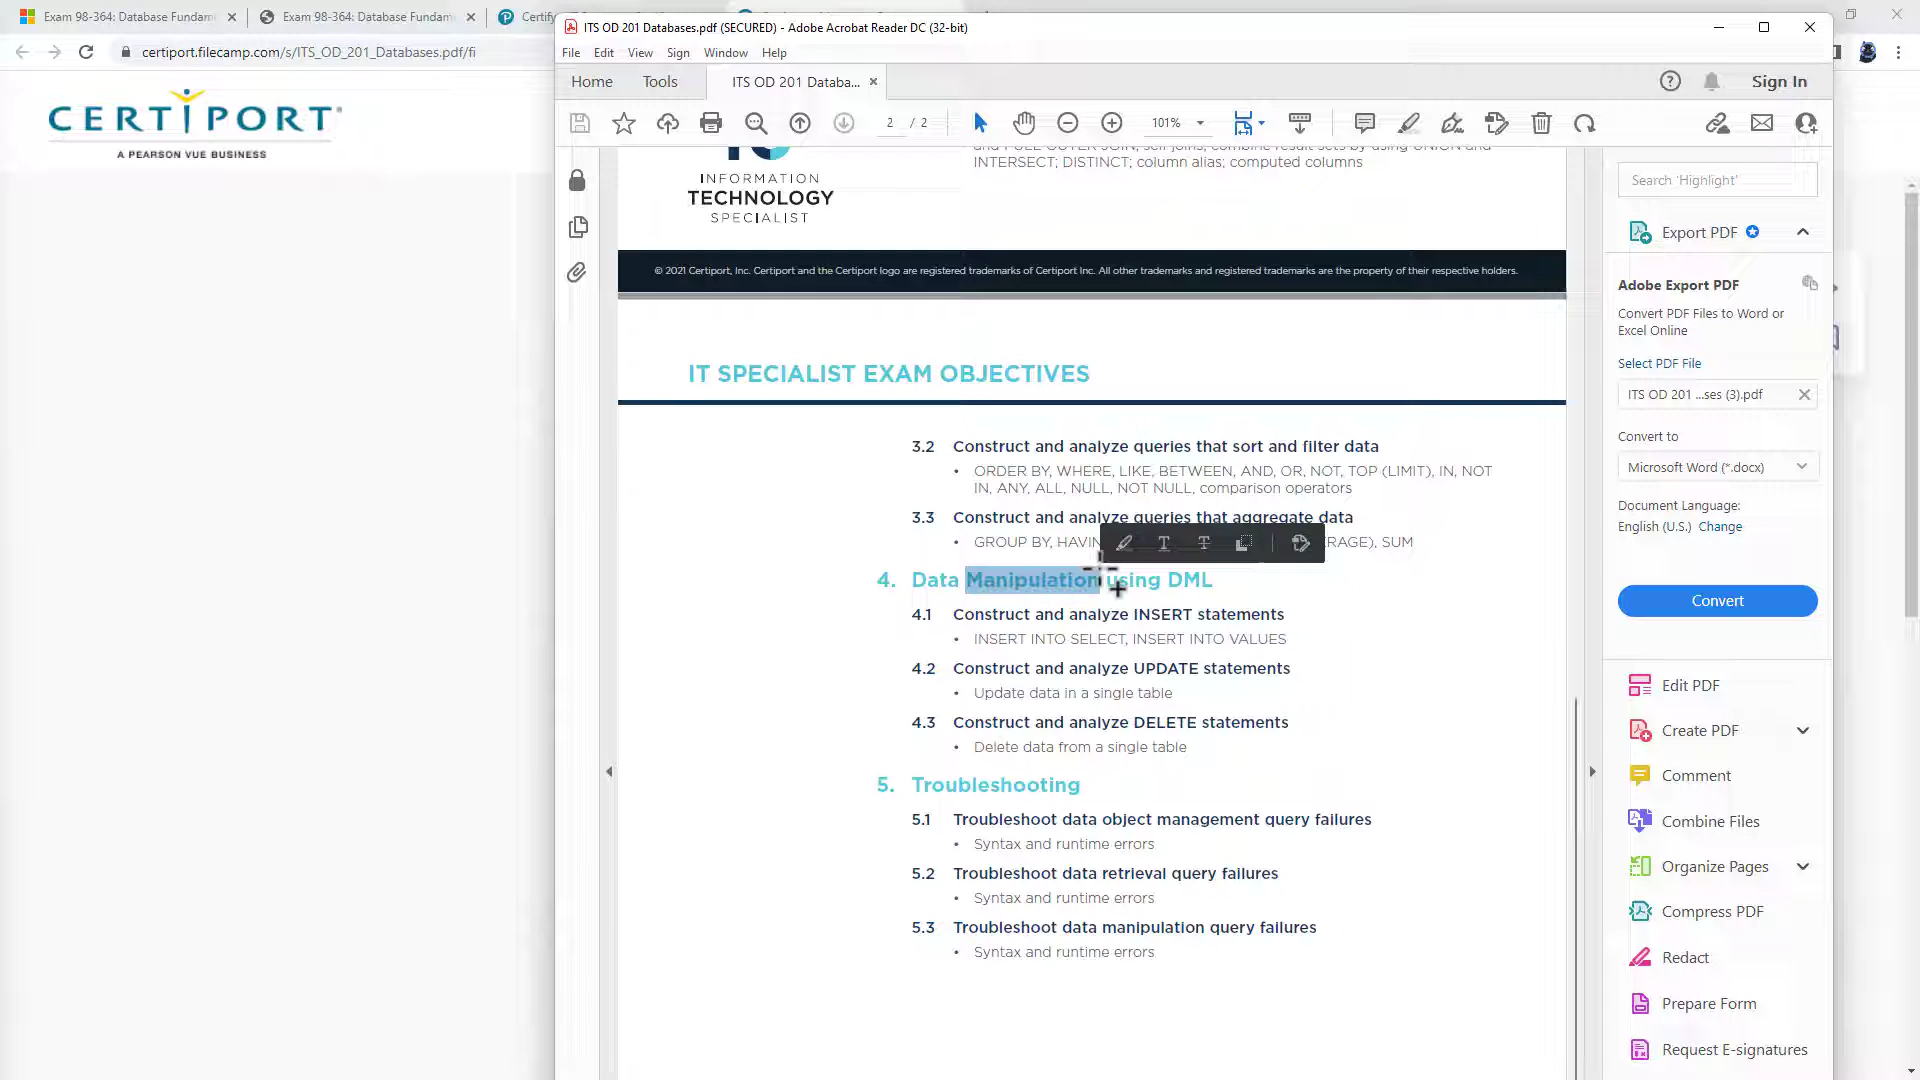 Exam 98-364: Database Fundam
Exam 98-364: Database Fundam
Certify
certiport.filecamp.com/s/ITS_OD_201_Databases.pdf/fi
CERTIPORT
A PEARSON VUE BUSINESS
ITS OD 201 Databases.pdf (SECURED) - Adobe Acrobat Reader DC (32-bit)
File Edit View Sign Window Help
Home Tools ITS OD 201 Databa... Sign In
2 / 2 101%
and FULL OUTER JOIN, self joins; combine result sets by using UNION and
INTERSECT; DISTINCT; column alias; computed columns
INFORMATION
TECHNOLOGY
SPECIALIST
© 2021 Certiport, Inc. Certiport and the Certiport logo are registered trademarks of Certiport Inc. All other trademarks and registered trademarks are the property of their respective holders.
IT SPECIALIST EXAM OBJECTIVES
3.2 Construct and analyze queries that sort and filter data
• ORDER BY, WHERE, LIKE, BETWEEN, AND, OR, NOT, TOP (LIMIT), IN, NOT
IN, ANY, ALL, NULL, NOT NULL, comparison operators
3.3 Construct and analyze queries that aggregate data
• GROUP BY, HAVIN RAGE), SUM
4. Data Manipulation using DML
4.1 Construct and analyze INSERT statements
• INSERT INTO SELECT, INSERT INTO VALUES
4.2 Construct and analyze UPDATE statements
• Update data in a single table
4.3 Construct and analyze DELETE statements
• Delete data from a single table
5. Troubleshooting
5.1 Troubleshoot data object management query failures
• Syntax and runtime errors
5.2 Troubleshoot data retrieval query failures
• Syntax and runtime errors
5.3 Troubleshoot data manipulation query failures
• Syntax and runtime errors
Search 'Highlight'
Export PDF
Adobe Export PDF
Convert PDF Files to Word or
Excel Online
Select PDF File
ITS OD 201 ...ses (3).pdf
Convert to
Microsoft Word (*.docx)
Document Language:
English (U.S.) Change
Convert
Edit PDF
Create PDF
Comment
Combine Files
Organize Pages
Compress PDF
Redact
Prepare Form
Request E-signatures